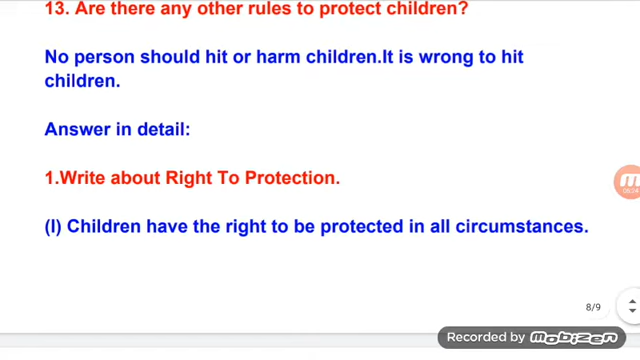 13. Are there any other rules to protect children?
No person should hit or harm children.It is wrong to hit
children.
Answer in detail:
1.Write about Right To Protection.
(I) Children have the right to be protected in all circumstances.
06:24
8/9
Recorded by mobizen